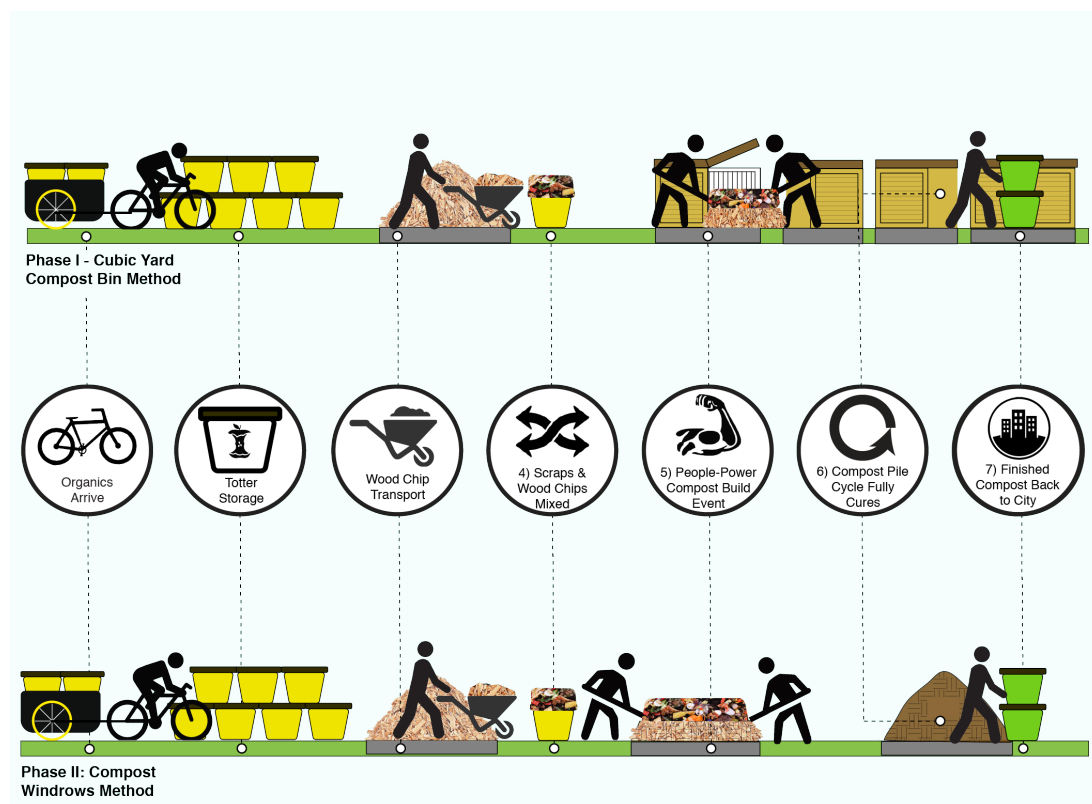 Phase I - Cubic Yard
Compost Bin Method
Organics
Arrive
Totter
Storage
Wood Chip
Transport
4) Scraps &
Wood Chips
Mixed
5) People-Power
Compost Build
Event
6) Compost Pile
Cycle Fully
Cures
7) Finished
Compost Back
to City
Phase II: Compost
Windrows Method